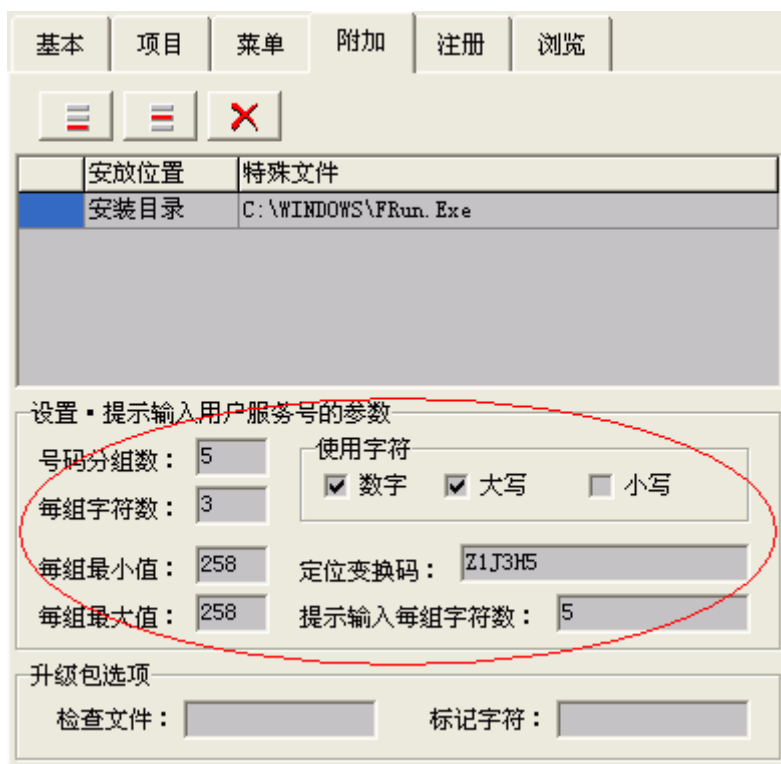 基本 项目 菜单 附加 注册 浏览
安放位置 特殊文件
安装目录 C:\WINDOWS\FRun.Exe
设置·提示输入用户服务号的参数
号码分组数： 5 使用字符
数字 大写 小写
每组字符数： 3
每组最小值： 258 定位变换码： Z1J3H5
每组最大值： 258 提示输入每组字符数： 5
升级包选项
检查文件： 标记字符：